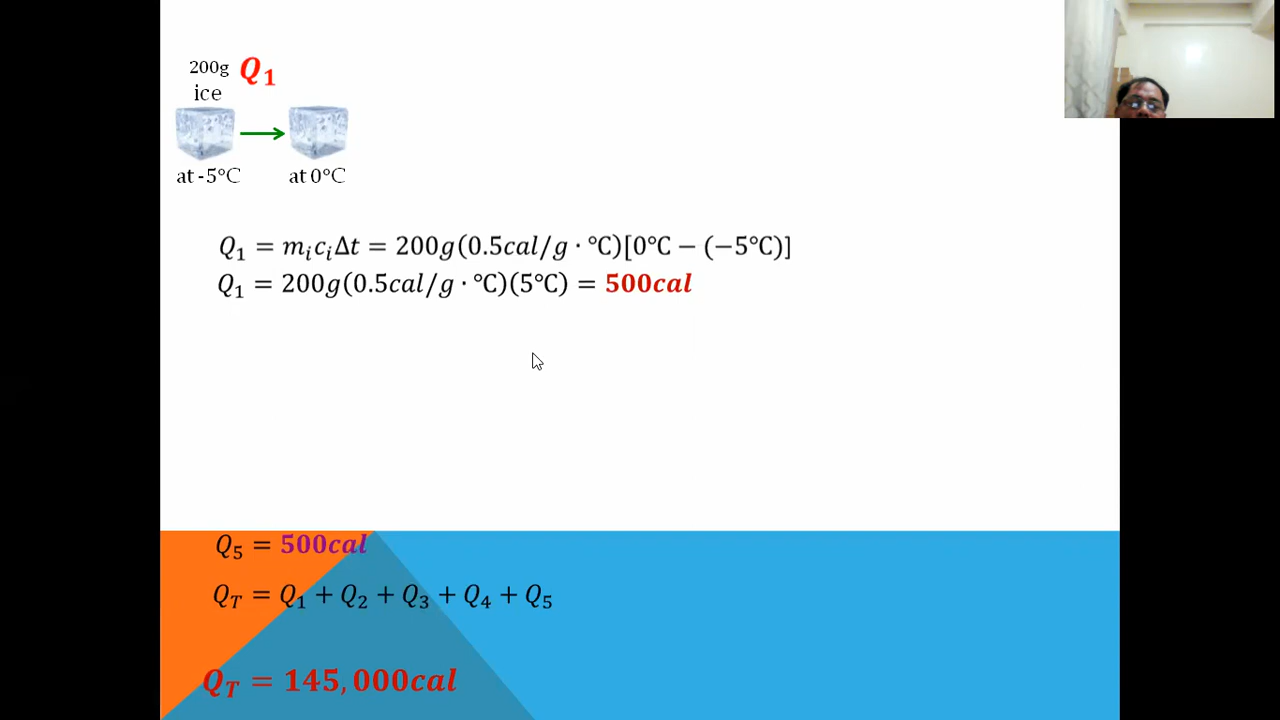 200g Q₁
ice
at -5°C at 0°C
Q₁ = mᵢcᵢΔt = 200g(0.5cal/g · °C)[0°C − (−5°C)]
Q₁ = 200g(0.5cal/g · °C)(5°C) = 500cal
Q₅ = 500cal
Q_T = Q₁ + Q₂ + Q₃ + Q₄ + Q₅
Q_T = 145,000cal